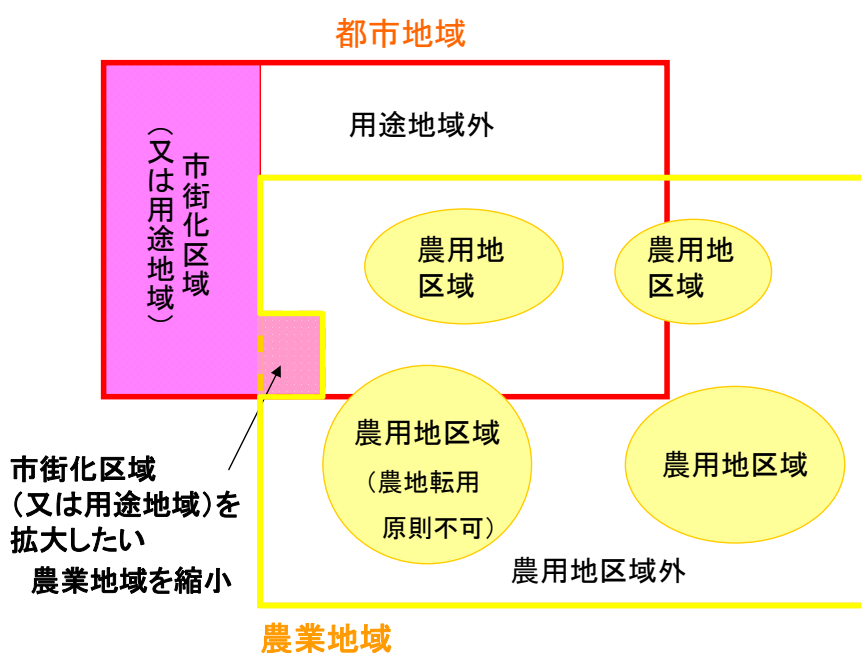 都市地域
用途地域外
市街化区域
（又は用途地域）
農用地
区域
農用地
区域
農用地区域
（農地転用
原則不可）
農用地区域
市街化区域
（又は用途地域）を
拡大したい
農業地域を縮小
農用地区域外
農業地域